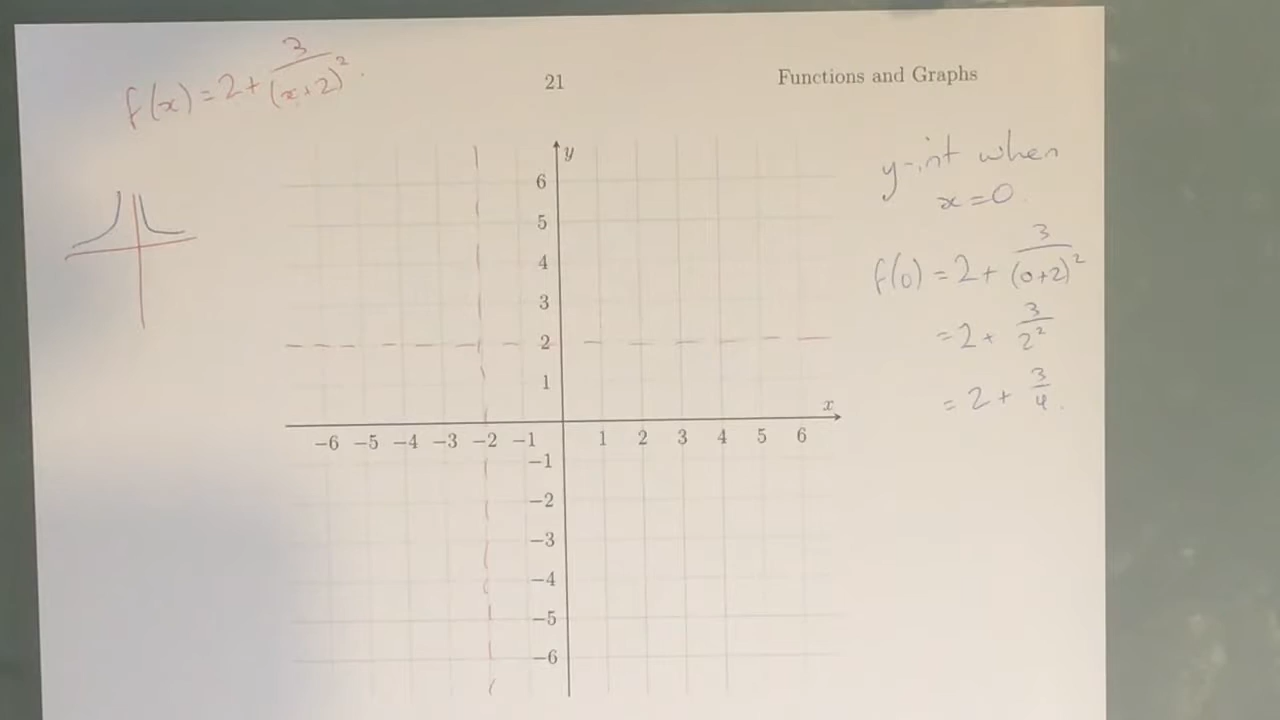 f(x) = 2 + 3/(x+2)².
21
Functions and Graphs
y-int when
x = 0
f(0) = 2 + 3/(0+2)²
= 2 + 3/2²
= 2 + 3/4.
y
6
5
4
3
2
1
x
−6 −5 −4 −3 −2 −1 1 2 3 4 5 6
−1
−2
−3
−4
−5
−6